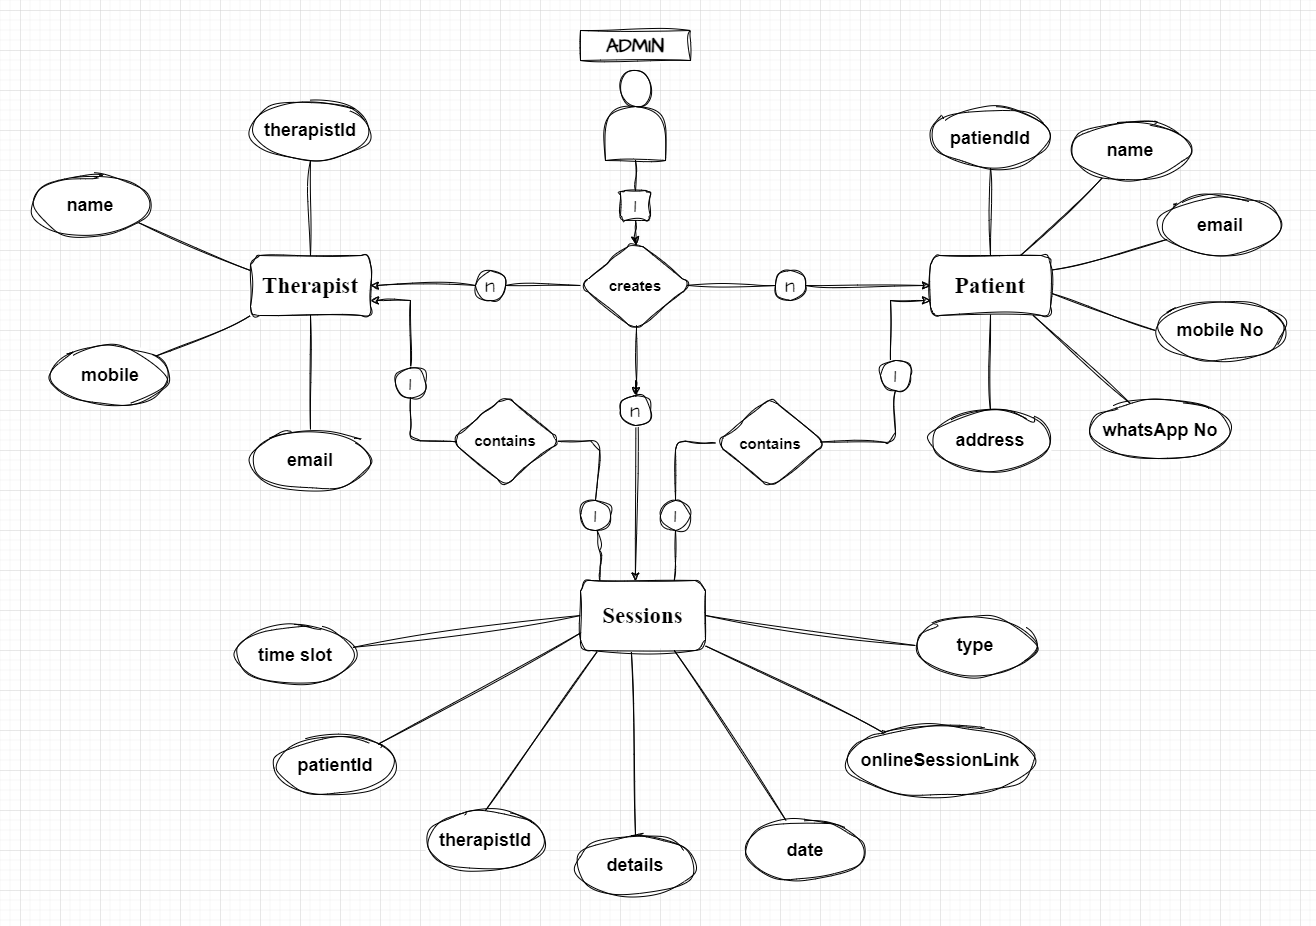 ADMIN
therapistId
patiendId
name
name
email
1
Therapist
n
creates
n
Patient
mobile No
mobile
1
1
n
contains
contains
address
whatsApp No
email
1
1
Sessions
time slot
type
patientId
onlineSessionLink
therapistId
details
date